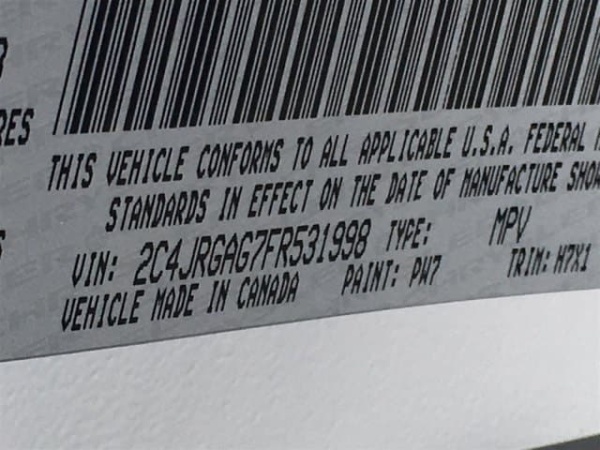 RES
THIS VEHICLE CONFORMS TO ALL APPLICABLE U.S.A. FEDERAL
STANDARDS IN EFFECT ON THE DATE OF MANUFACTURE
VIN: 2C4JRGAG7FR531998 TYPE: MPV
VEHICLE MADE IN CANADA PAINT: PW7 TRIM: H7X1